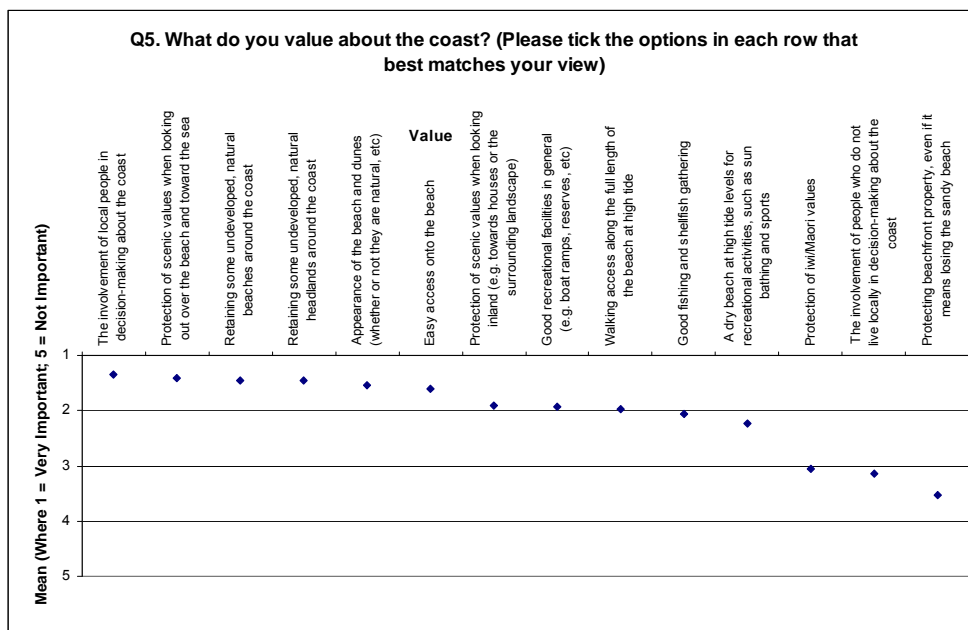 Q5. What do you value about the coast? (Please tick the options in each row that
best matches your view)
Value
The involvement of local people in
decision-making about the coast
Protection of scenic values when looking
out over the beach and toward the sea
Retaining some undeveloped, natural
beaches around the coast
Retaining some undeveloped, natural
headlands around the coast
Appearance of the beach and dunes
(whether or not they are natural, etc)
Easy access onto the beach
Protection of scenic values when looking
inland (e.g. towards houses or the
surrounding landscape)
Good recreational facilities in general
(e.g. boat ramps, reserves, etc)
Walking access along the full length of
the beach at high tide
Good fishing and shellfish gathering
A dry beach at high tide levels for
recreational activities, such as sun
bathing and sports
Protection of iwi/Maori values
The involvement of people who do not
live locally in decision-making about the
coast
Protecting beachfront property, even if it
means losing the sandy beach
Mean (Where 1 = Very Important; 5 = Not Important)
1
2
3
4
5